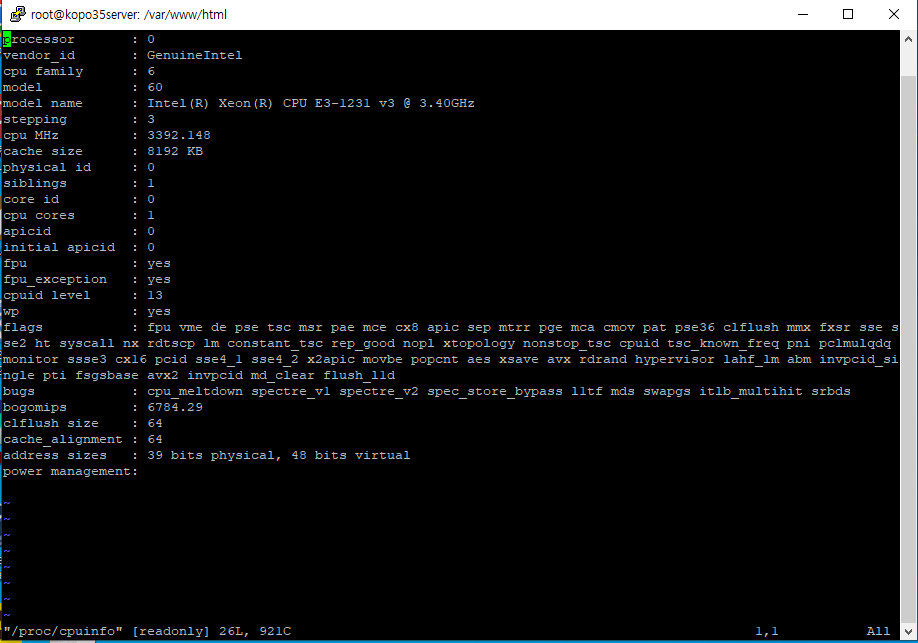 root@kopo35server: /var/www/html
processor : 0
vendor_id : GenuineIntel
cpu family : 6
model : 60
model name : Intel(R) Xeon(R) CPU E3-1231 v3 @ 3.40GHz
stepping : 3
cpu MHz : 3392.148
cache size : 8192 KB
physical id : 0
siblings : 1
core id : 0
cpu cores : 1
apicid : 0
initial apicid : 0
fpu : yes
fpu_exception : yes
cpuid level : 13
wp : yes
flags : fpu vme de pse tsc msr pae mce cx8 apic sep mtrr pge mca cmov pat pse36 clflush mmx fxsr sse s
se2 ht syscall nx rdtscp lm constant_tsc rep_good nopl xtopology nonstop_tsc cpuid tsc_known_freq pni pclmulqdq
monitor ssse3 cx16 pcid sse4_1 sse4_2 x2apic movbe popcnt aes xsave avx rdrand hypervisor lahf_lm abm invpcid_si
ngle pti fsgsbase avx2 invpcid md_clear flush_l1d
bugs : cpu_meltdown spectre_v1 spectre_v2 spec_store_bypass l1tf mds swapgs itlb_multihit srbds
bogomips : 6784.29
clflush size : 64
cache_alignment : 64
address sizes : 39 bits physical, 48 bits virtual
power management:
~
~
~
~
~
~
~
~
"/proc/cpuinfo" [readonly] 26L, 921C 1,1 All